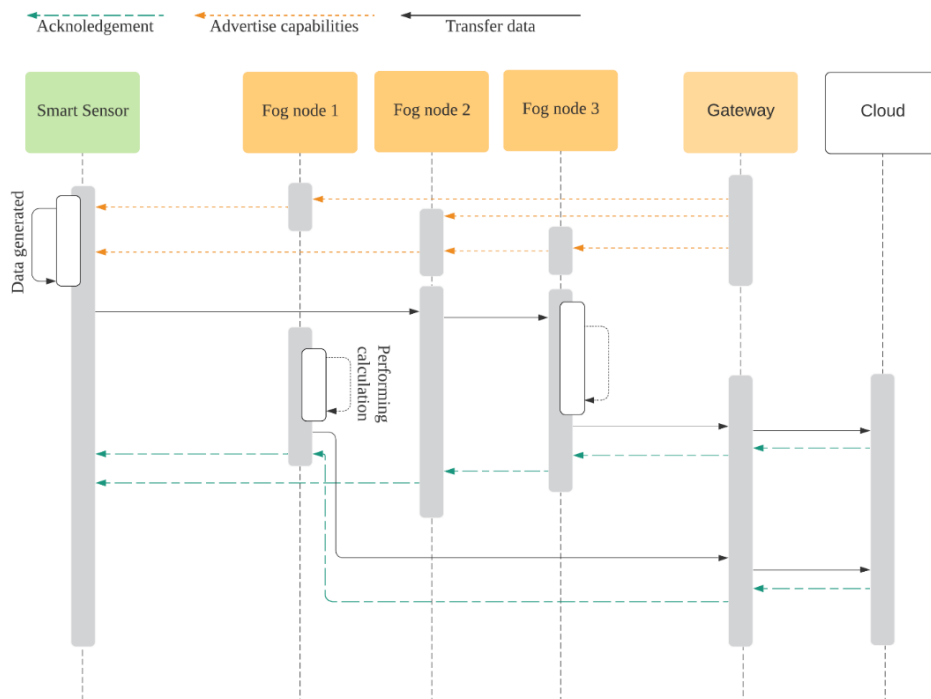 Acknoledgement
Advertise capabilities
Transfer data
Smart Sensor
Fog node 1
Fog node 2
Fog node 3
Gateway
Cloud
Data generated
Performing
calculation